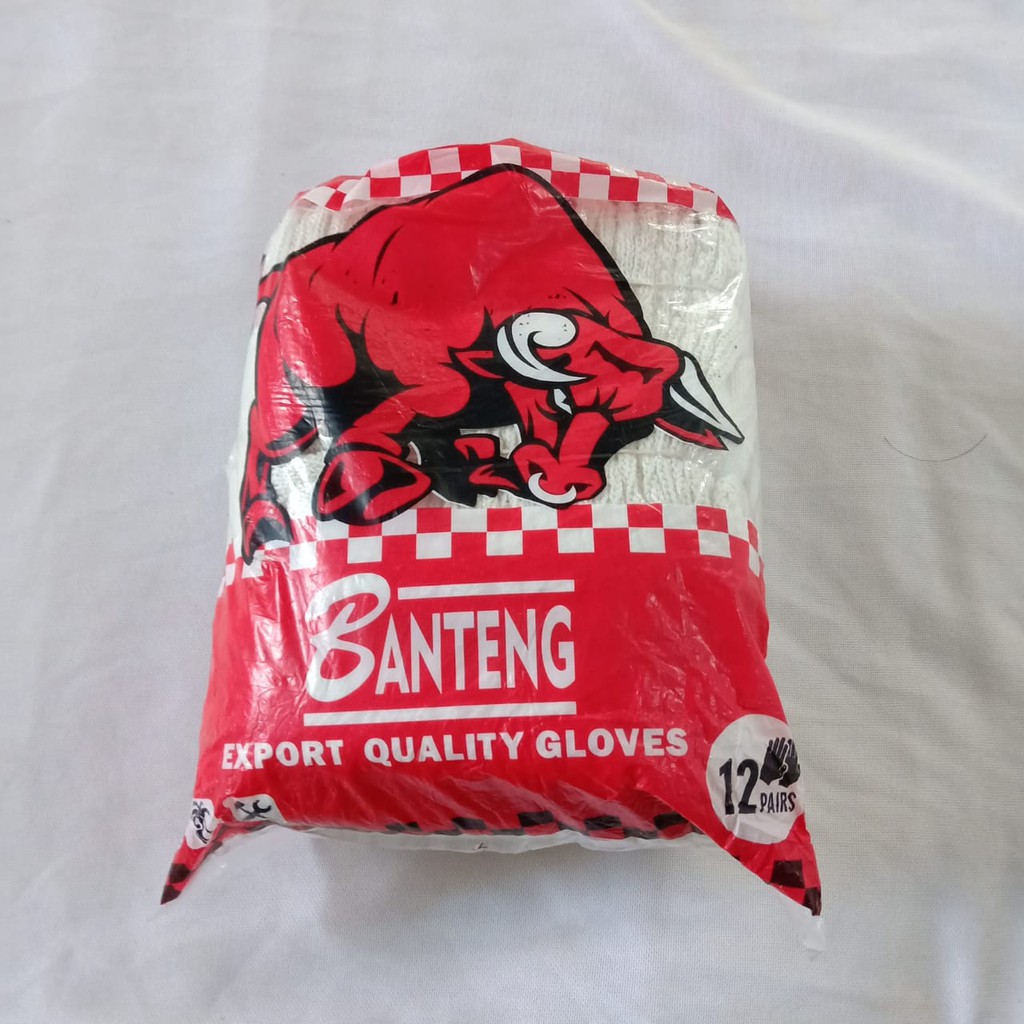 BANTENG
EXPORT QUALITY GLOVES
12 PAIRS